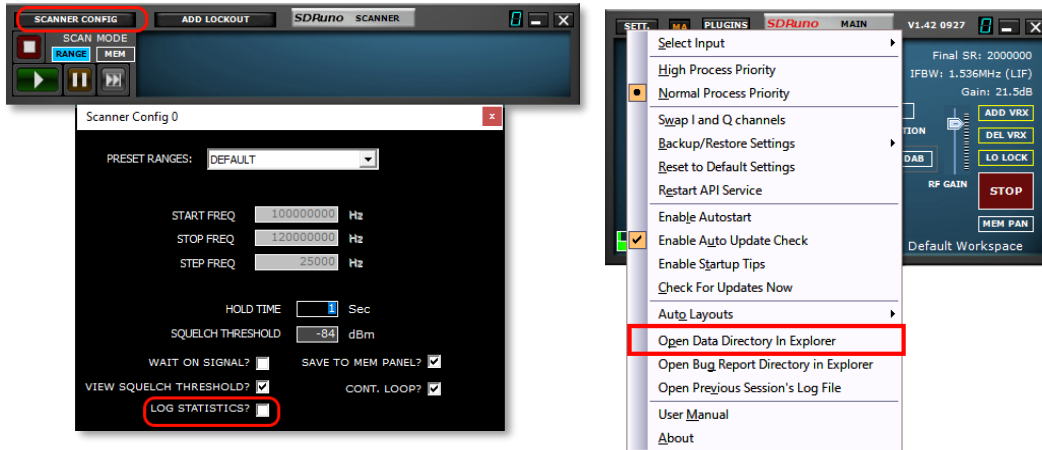 SCANNER CONFIG
ADD LOCKOUT
SDRuno SCANNER
SCAN MODE
RANGE MEM
Scanner Config 0
x
PRESET RANGES: DEFAULT
START FREQ 100000000 Hz
STOP FREQ 120000000 Hz
STEP FREQ 25000 Hz
HOLD TIME 1 Sec
SQUELCH THRESHOLD -84 dBm
WAIT ON SIGNAL? SAVE TO MEM PANEL?
VIEW SQUELCH THRESHOLD? CONT. LOOP?
LOG STATISTICS?
SETT. MA PLUGINS SDRuno MAIN V1.42 0927
Select Input
High Process Priority
Normal Process Priority
Swap I and Q channels
Backup/Restore Settings
Reset to Default Settings
Restart API Service
Enable Autostart
Enable Auto Update Check
Enable Startup Tips
Check For Updates Now
Auto Layouts
Open Data Directory In Explorer
Open Bug Report Directory in Explorer
Open Previous Session's Log File
User Manual
About
Final SR: 2000000
IFBW: 1.536MHz (LIF)
Gain: 21.5dB
ADD VRX
TION DEL VRX
DAB LO LOCK
RF GAIN STOP
MEM PAN
Default Workspace